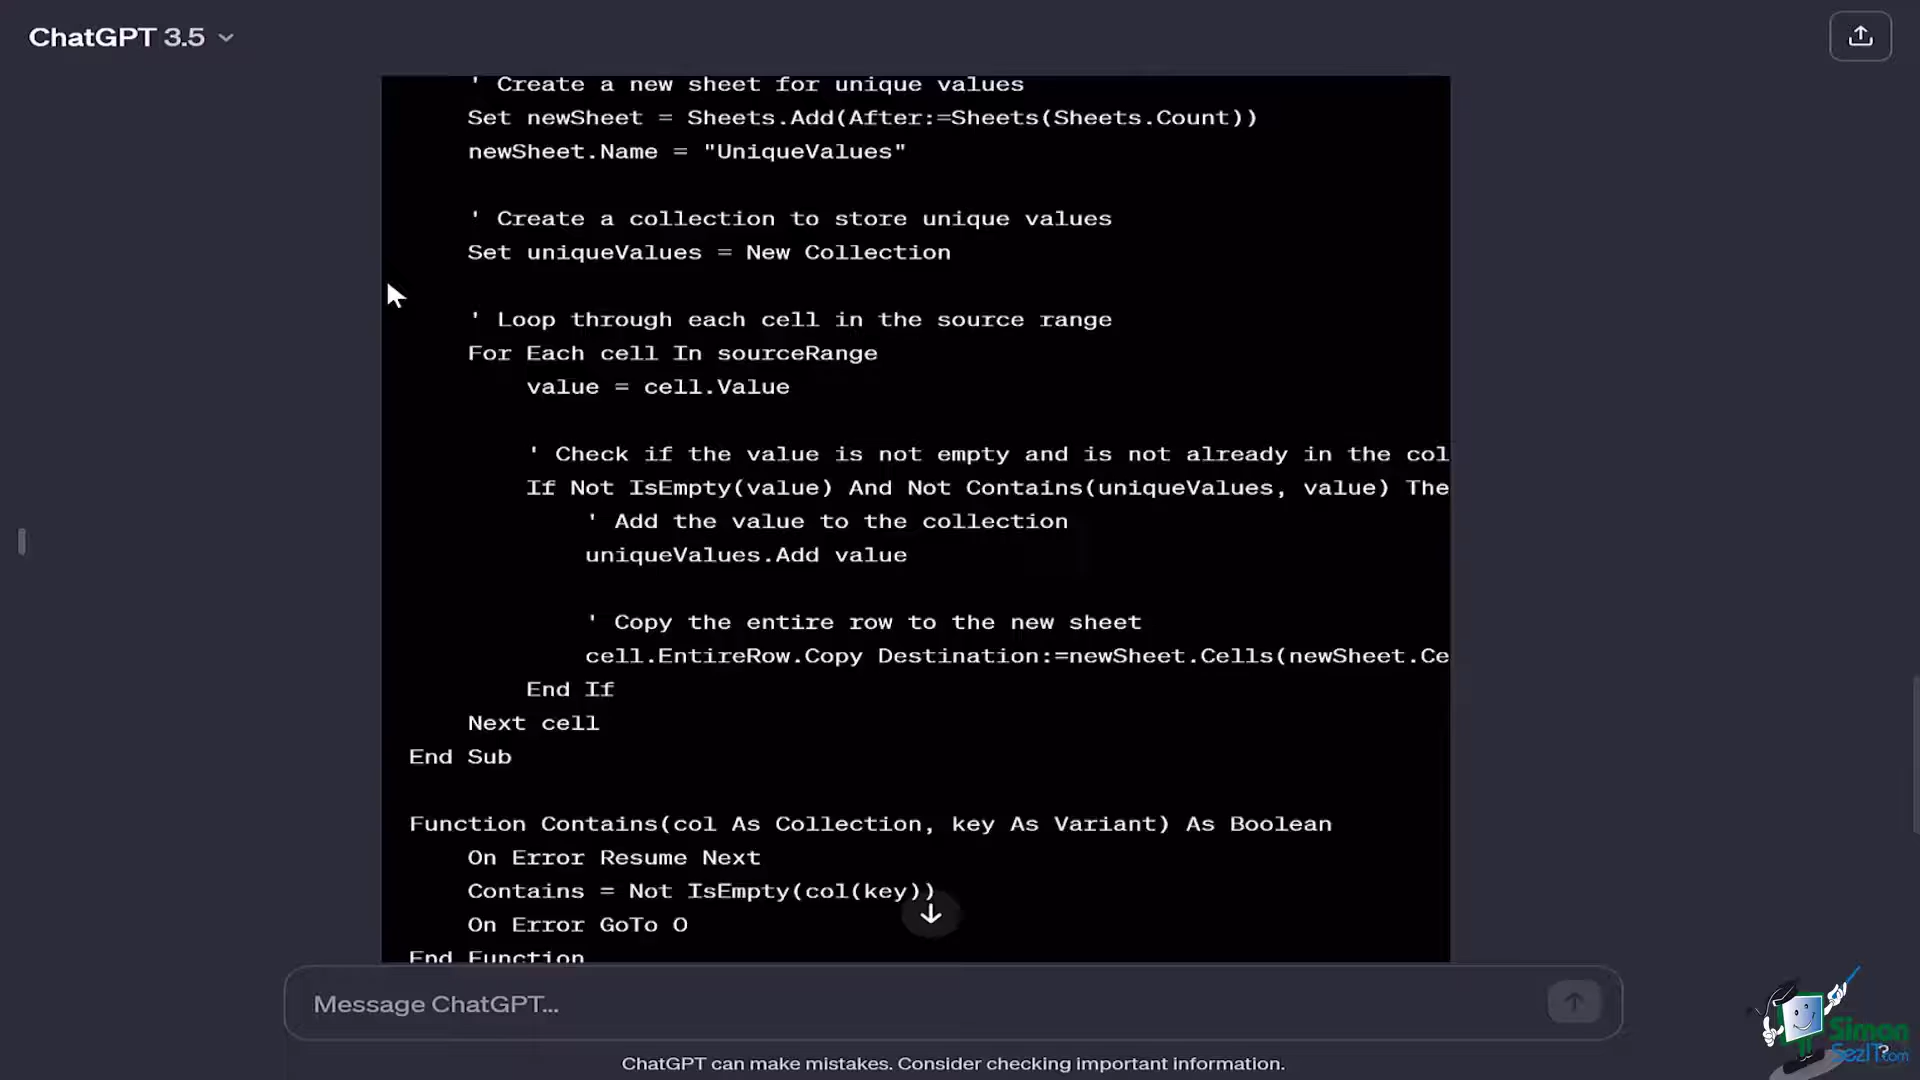 ChatGPT 3.5
' Create a new sheet for unique values
Set newSheet = Sheets.Add(After:=Sheets(Sheets.Count))
newSheet.Name = "UniqueValues"
' Create a collection to store unique values
Set uniqueValues = New Collection
' Loop through each cell in the source range
For Each cell In sourceRange
value = cell.Value
' Check if the value is not empty and is not already in the col
If Not IsEmpty(value) And Not Contains(uniqueValues, value) The
' Add the value to the collection
uniqueValues.Add value
' Copy the entire row to the new sheet
cell.EntireRow.Copy Destination:=newSheet.Cells(newSheet.Ce
End If
Next cell
End Sub
Function Contains(col As Collection, key As Variant) As Boolean
On Error Resume Next
Contains = Not IsEmpty(col(key))
On Error GoTo 0
End Function
Message ChatGPT...
ChatGPT can make mistakes. Consider checking important information.
Simon
SezIT.com
?